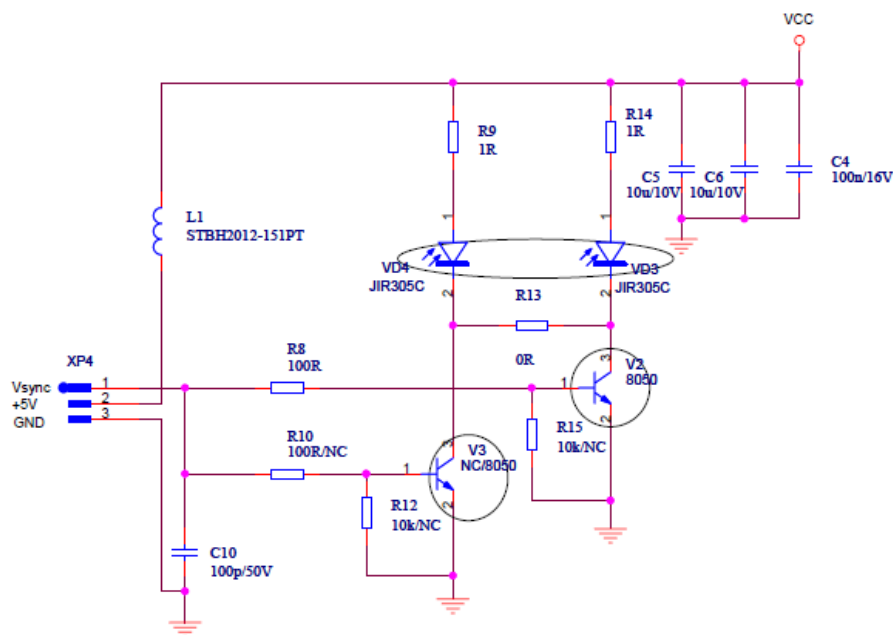 VCC
R9
1R
R14
1R
C5
10u/10V
C6
10u/10V
C4
100n/16V
L1
STBH2012-151PT
1
1
VD4
JIR305C
VD3
JIR305C
2
2
R13
0R
XP4
Vsync
1
+5V
2
GND
3
R8
100R
1
3
V2
8050
2
R15
10k/NC
R10
100R/NC
1
3
V3
NC/8050
2
R12
10k/NC
C10
100p/50V